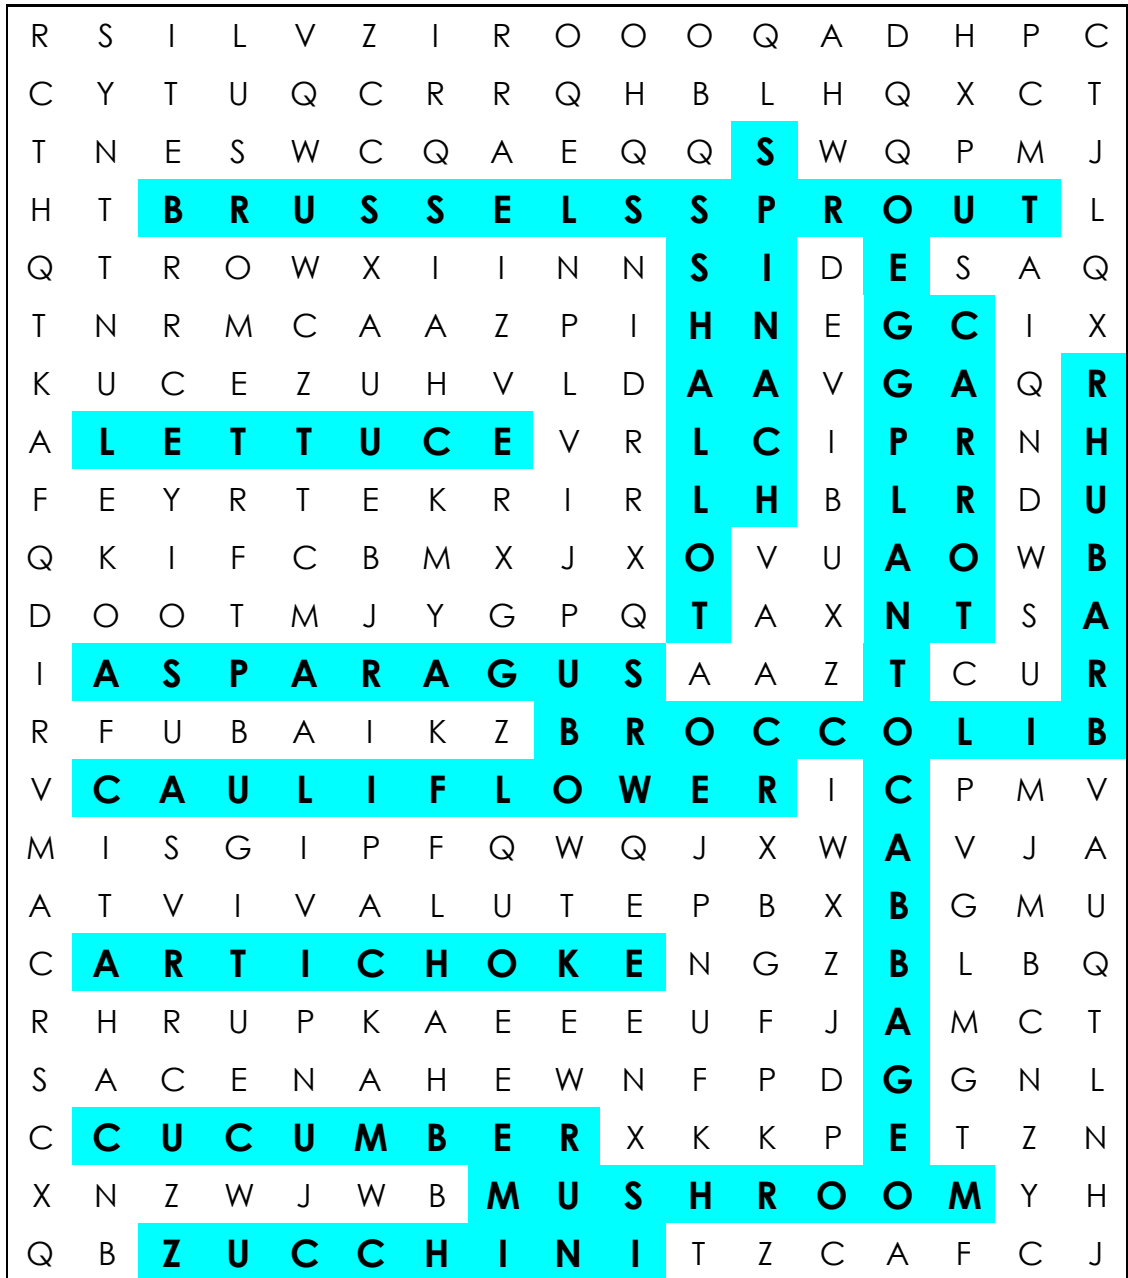 R S I L V Z I R O O O Q A D H P C
C Y T U Q C R R Q H B L H Q X C T
T N E S W C Q A E Q Q S W Q P M J
H T B R U S S E L S S P R O U T L
Q T R O W X I I N N S I D E S A Q
T N R M C A A Z P I H N E G C I X
K U C E Z U H V L D A A V G A Q R
A L E T T U C E V R L C I P R N H
F E Y R T E K R I R L H B L R D U
Q K I F C B M X J X O V U A O W B
D O O T M J Y G P Q T A X N T S A
I A S P A R A G U S A A Z T C U R
R F U B A I K Z B R O C C O L I B
V C A U L I F L O W E R I C P M V
M I S G I P F Q W Q J X W A V J A
A T V I V A L U T E P B X B G M U
C A R T I C H O K E N G Z B L B Q
R H R U P K A E E E U F J A M C T
S A C E N A H E W N F P D G G N L
C C U C U M B E R X K K P E T Z N
X N Z W J W B M U S H R O O M Y H
Q B Z U C C H I N I T Z C A F C J